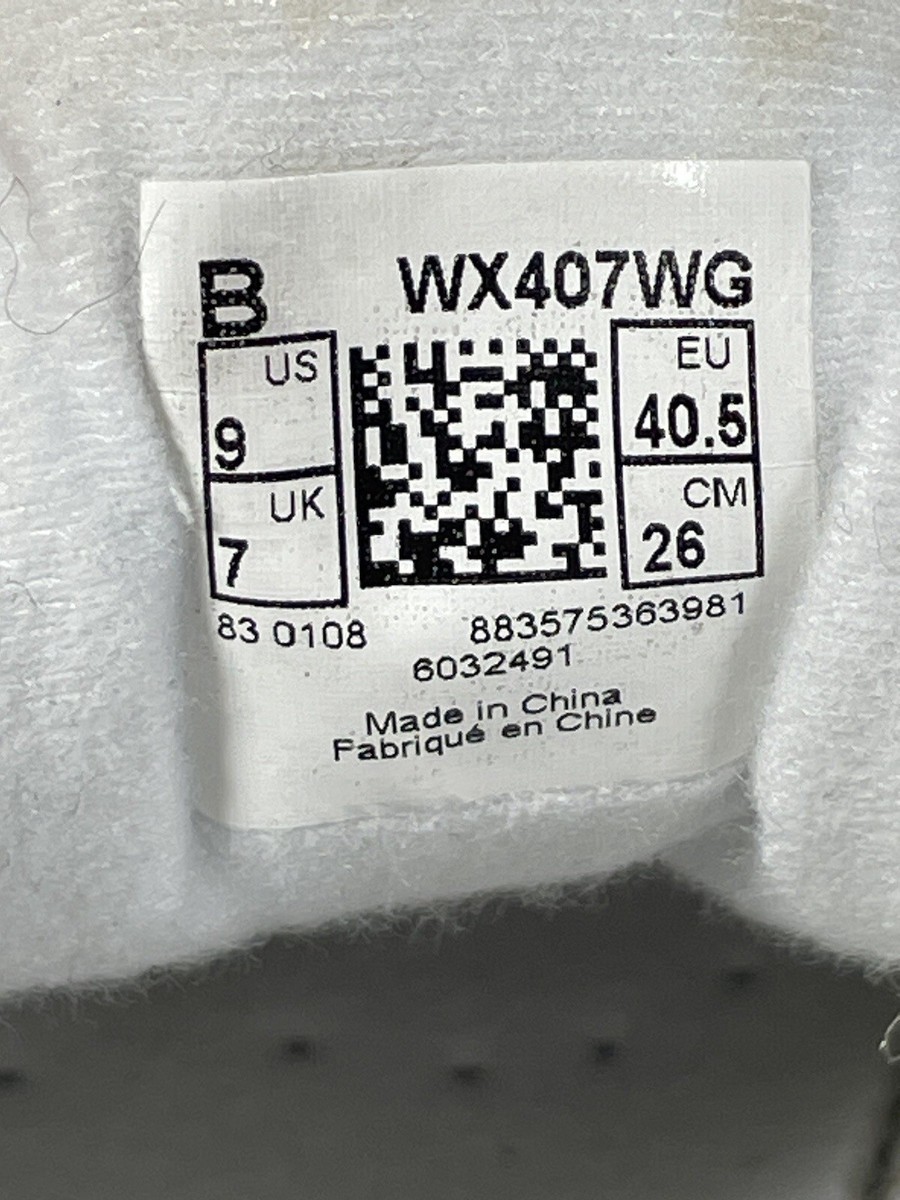 B WX407WG
US
9
UK
7
EU
40.5
CM
26
83 0108 883575363981
6032491
Made in China
Fabriqué en Chine